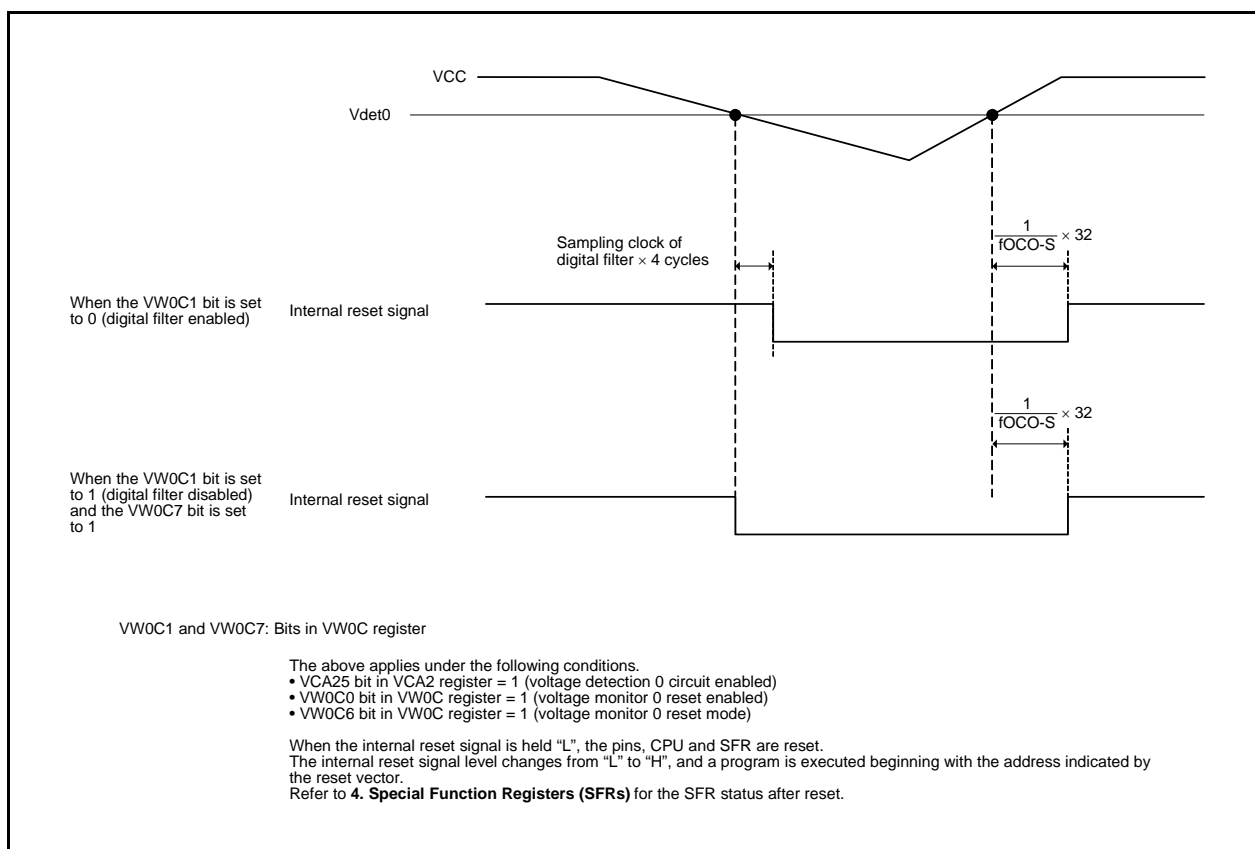 VCC
Vdet0
Sampling clock of
digital filter × 4 cycles
1
fOCO-S
× 32
When the VW0C1 bit is set
to 0 (digital filter enabled)
Internal reset signal
1
fOCO-S
× 32
When the VW0C1 bit is set
to 1 (digital filter disabled)
and the VW0C7 bit is set
to 1
Internal reset signal
VW0C1 and VW0C7: Bits in VW0C register
The above applies under the following conditions.
• VCA25 bit in VCA2 register = 1 (voltage detection 0 circuit enabled)
• VW0C0 bit in VW0C register = 1 (voltage monitor 0 reset enabled)
• VW0C6 bit in VW0C register = 1 (voltage monitor 0 reset mode)
When the internal reset signal is held “L”, the pins, CPU and SFR are reset.
The internal reset signal level changes from “L” to “H”, and a program is executed beginning with the address indicated by
the reset vector.
Refer to 4. Special Function Registers (SFRs) for the SFR status after reset.